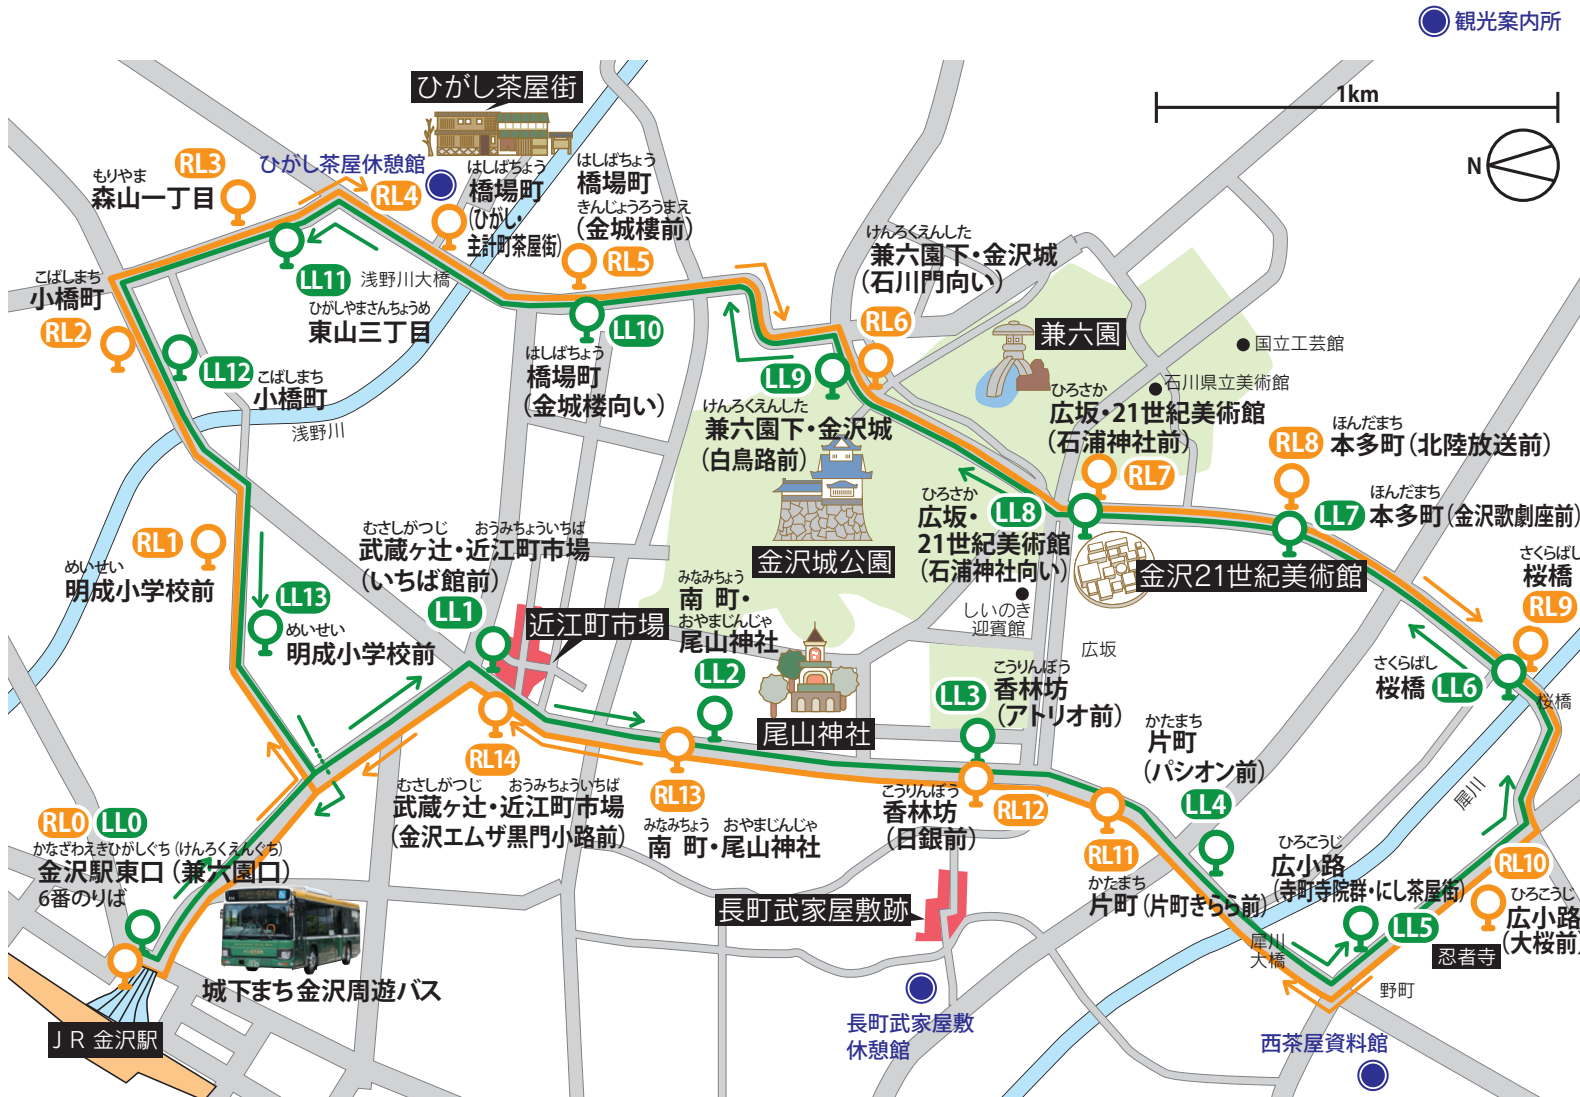 観光案内所
1km
N
ひがし茶屋街
ひがし茶屋休憩館
RL3
もりやま
森山一丁目
RL4
はしばちょう
橋場町
(ひがし・
主計町茶屋街)
はしばちょう
橋場町
きんじょうろうまえ
(金城樓前)
RL5
LL11
浅野川大橋
ひがしやまさんちょうめ
東山三丁目
こばしまち
小橋町
RL2
LL12
こばしまち
小橋町
浅野川
LL10
はしばちょう
橋場町
(金城楼向い)
けんろくえんした
兼六園下・金沢城
(石川門向い)
RL6
LL9
けんろくえんした
兼六園下・金沢城
(白鳥路前)
兼六園
国立工芸館
石川県立美術館
ひろさか
広坂・21世紀美術館
(石浦神社前)
RL7
RL8
ほんだまち
本多町(北陸放送前)
LL7
ほんだまち
本多町(金沢歌劇座前)
ひろさか
広坂・
LL8
21世紀美術館
(石浦神社向い)
しいのき
迎賓館
金沢21世紀美術館
広坂
さくらばし
桜橋
RL9
さくらばし
桜橋
LL6
桜橋
犀川
RL1
めいせい
明成小学校前
LL13
めいせい
明成小学校前
むさしがつじ おうみちょういちば
武蔵ヶ辻・近江町市場
(いちば館前)
LL1
近江町市場
金沢城公園
みなみちょう
南 町・
おやまじんじゃ
尾山神社
LL2
尾山神社
こうりんぼう
香林坊
(アトリオ前)
LL3
かたまち
片町
(パシオン前)
LL4
RL14
むさしがつじ おうみちょういちば
武蔵ヶ辻・近江町市場
(金沢エムザ黒門小路前)
RL13
みなみちょう おやまじんじゃ
南 町・尾山神社
こうりんぼう
香林坊
(日銀前)
RL12
RL11
かたまち
片町(片町きらら前)
ひろこうじ
広小路
(寺町寺院群・にし茶屋街)
LL5
RL10
ひろこうじ
広小路
(大桜前)
忍者寺
犀川
大橋
野町
RL0 LL0
かなざわえきひがしぐち(けんろくえんぐち)
金沢駅東口(兼六園口)
6番のりば
城下まち金沢周遊バス
JR 金沢駅
長町武家屋敷跡
長町武家屋敷
休憩館
西茶屋資料館